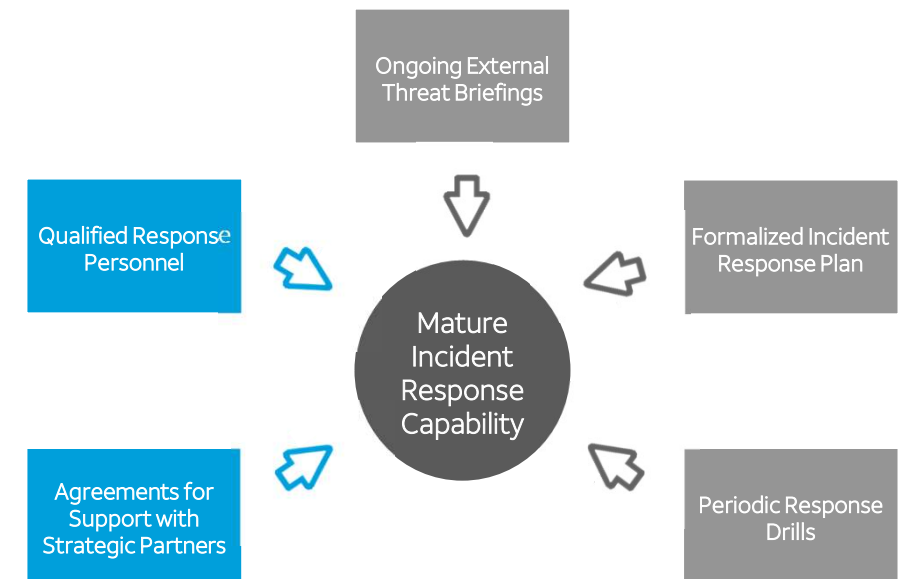 Ongoing External
Threat Briefings
Qualified Response
Personnel
Formalized Incident
Response Plan
Mature
Incident
Response
Capability
Agreements for
Support with
Strategic Partners
Periodic Response
Drills